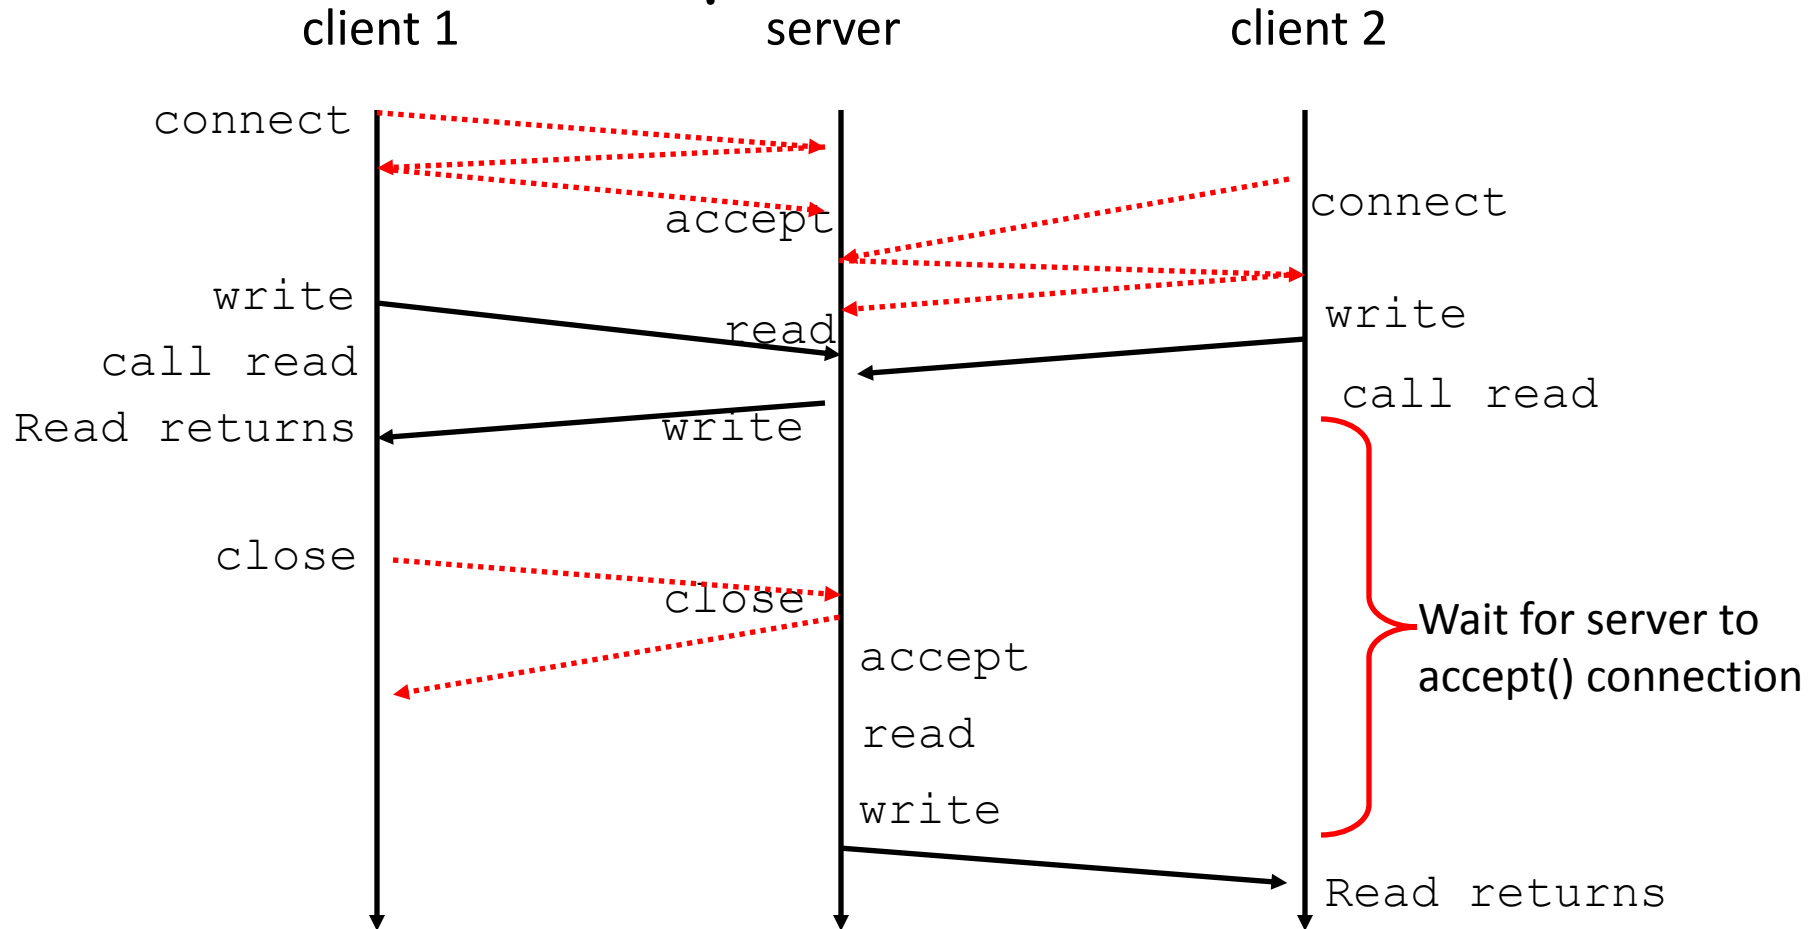 client 1
server
client 2
connect
accept
connect
write
read
write
call read
call read
Read returns
write
close
close
Wait for server to
accept() connection
accept
read
write
Read returns